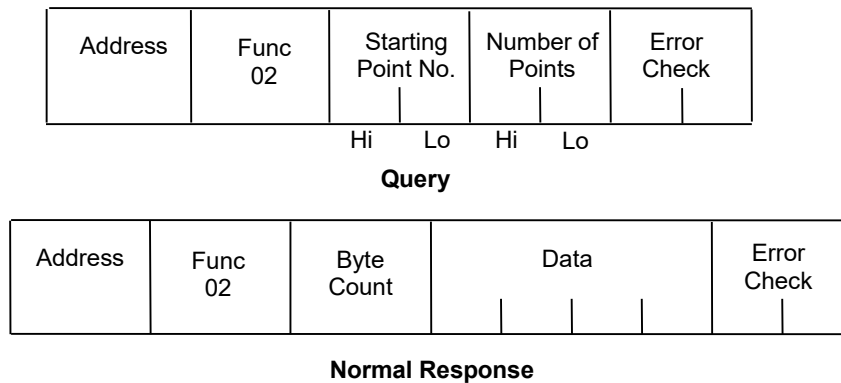 Address
Func
02
Starting
Point No.
Number of
Points
Error
Check
Hi Lo Hi Lo
Query
Address
Func
02
Byte
Count
Data
Error
Check
Normal Response